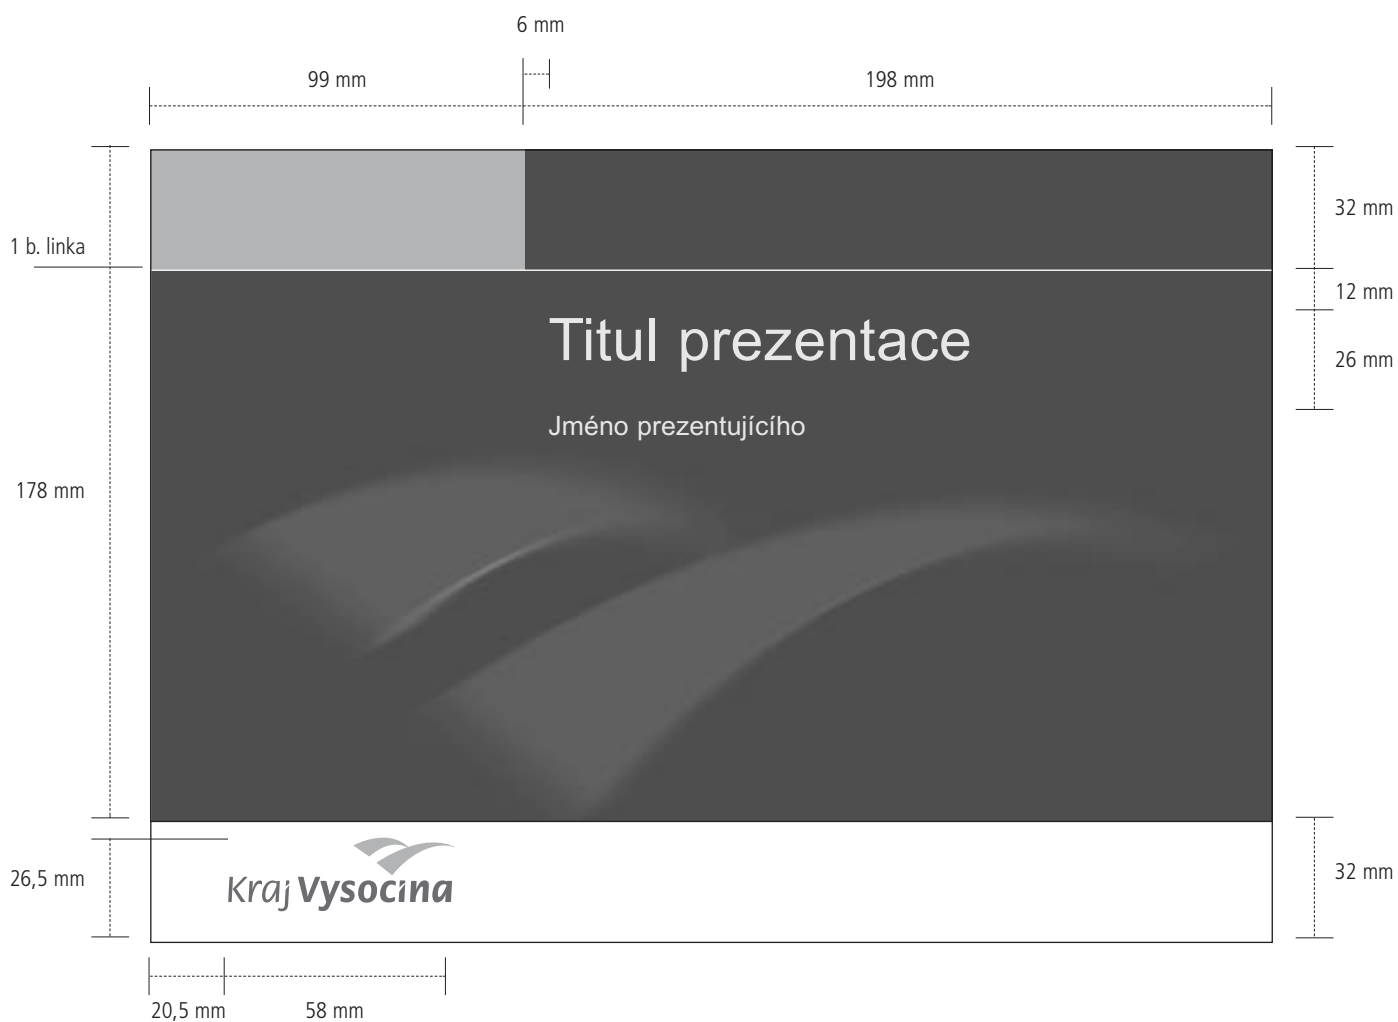 6 mm
99 mm
198 mm
32 mm
1 b. linka
12 mm
Titul prezentace
26 mm
Jméno prezentujícího
178 mm
26,5 mm
Kraj Vysočina
32 mm
20,5 mm
58 mm